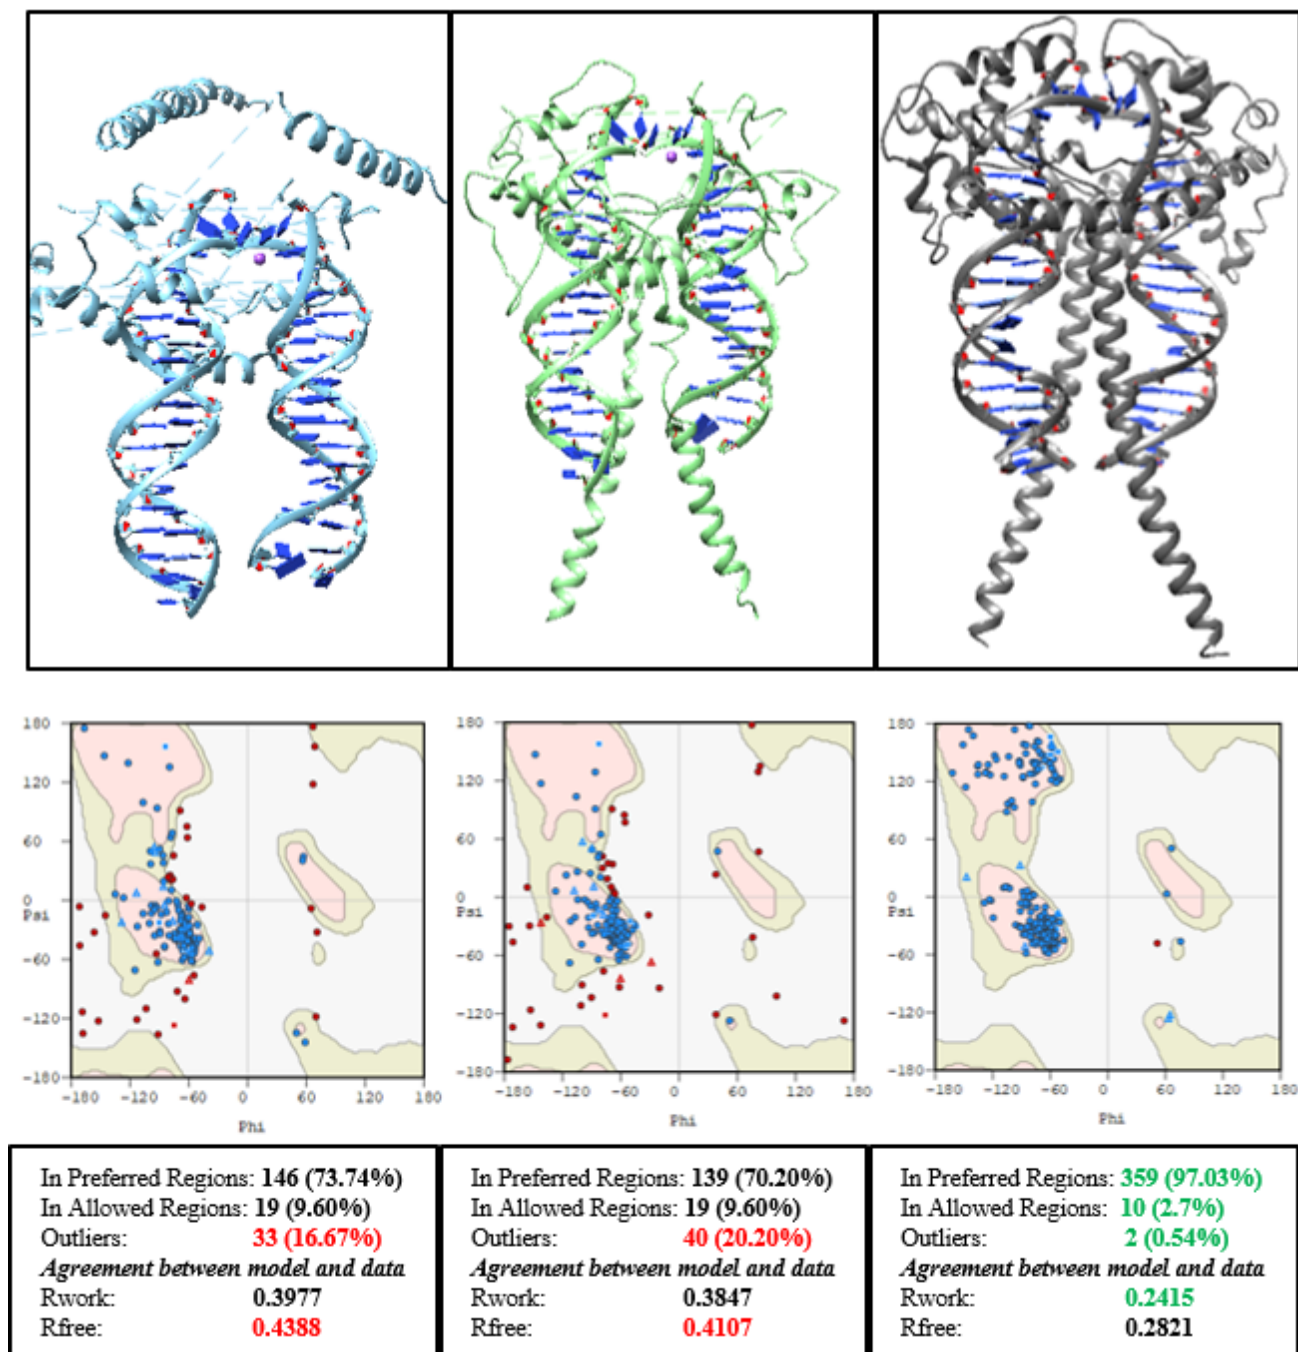 180
120
60
0
Psi
-60
-120
-180
-180 -120 -60 0 60 120 180
Phi
180
120
60
0
Psi
-60
-120
-180
-180 -120 -60 0 60 120 180
Phi
180
120
60
0
Psi
-60
-120
-180
-180 -120 -60 0 60 120 180
Phi
In Preferred Regions: 146 (73.74%)
In Allowed Regions: 19 (9.60%)
Outliers: 33 (16.67%)
Agreement between model and data
Rwork: 0.3977
Rfree: 0.4388
In Preferred Regions: 139 (70.20%)
In Allowed Regions: 19 (9.60%)
Outliers: 40 (20.20%)
Agreement between model and data
Rwork: 0.3847
Rfree: 0.4107
In Preferred Regions: 359 (97.03%)
In Allowed Regions: 10 (2.7%)
Outliers: 2 (0.54%)
Agreement between model and data
Rwork: 0.2415
Rfree: 0.2821